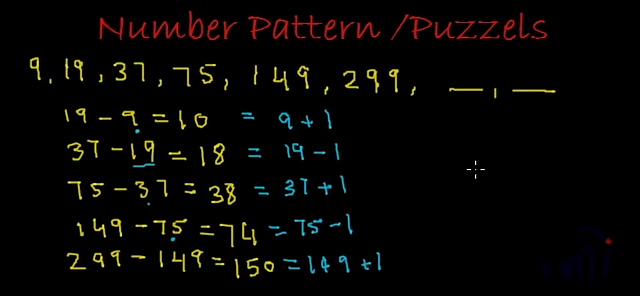 Number Pattern /Puzzels
9, 19, 37, 75, 149, 299, __, __
19 - 9 = 10 = 9 + 1
37 - 19 = 18 = 19 - 1
75 - 37 = 38 = 37 + 1
149 - 75 = 74 = 75 - 1
299 - 149 = 150 = 149 + 1